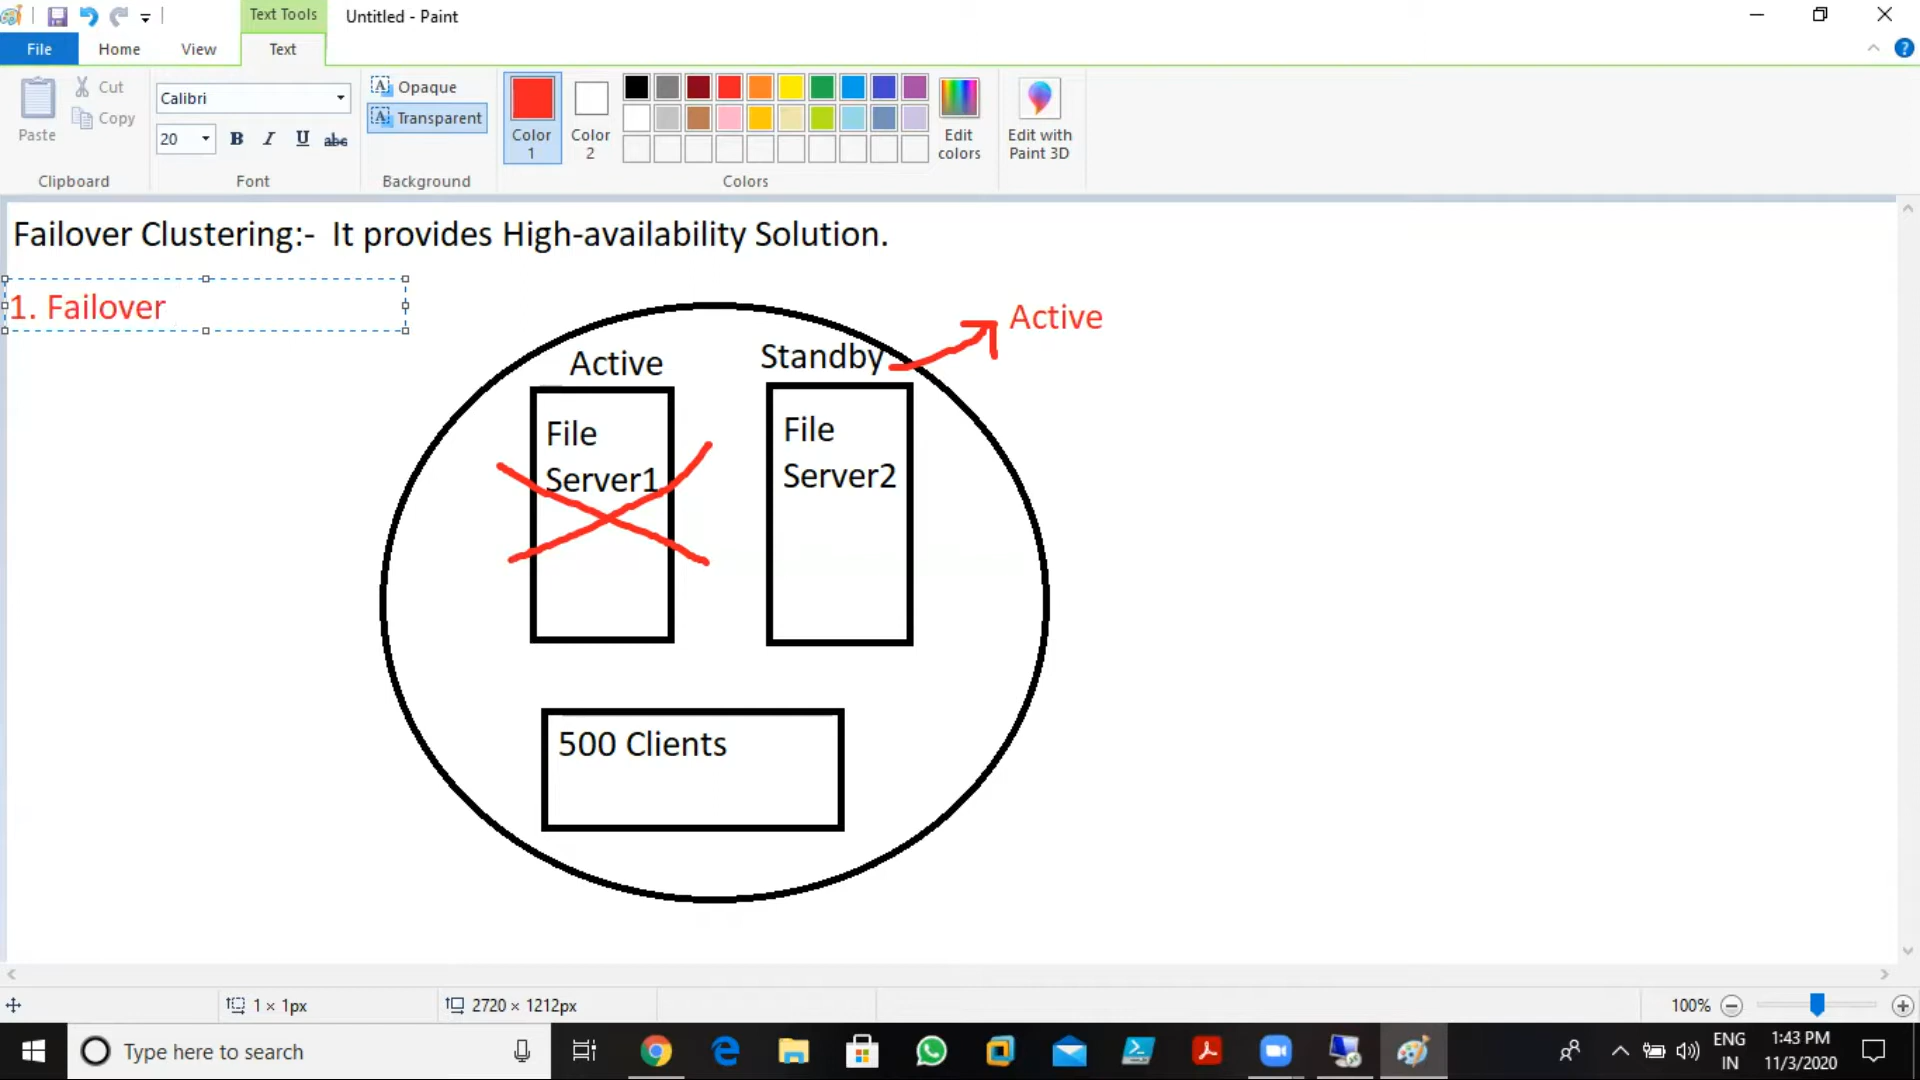 Text Tools
Untitled - Paint
File
Home
View
Text
Paste
Cut
Copy
Clipboard
Calibri
20
B I U abc
Font
A Opaque
A Transparent
Background
Color 1
Color 2
Colors
Edit colors
Edit with Paint 3D
Failover Clustering:- It provides High-availability Solution.
1. Failover
Active
Active
Standby
File
Server1
File
Server2
500 Clients
1 × 1px
2720 × 1212px
100%
Type here to search
ENG
IN
1:43 PM
11/3/2020